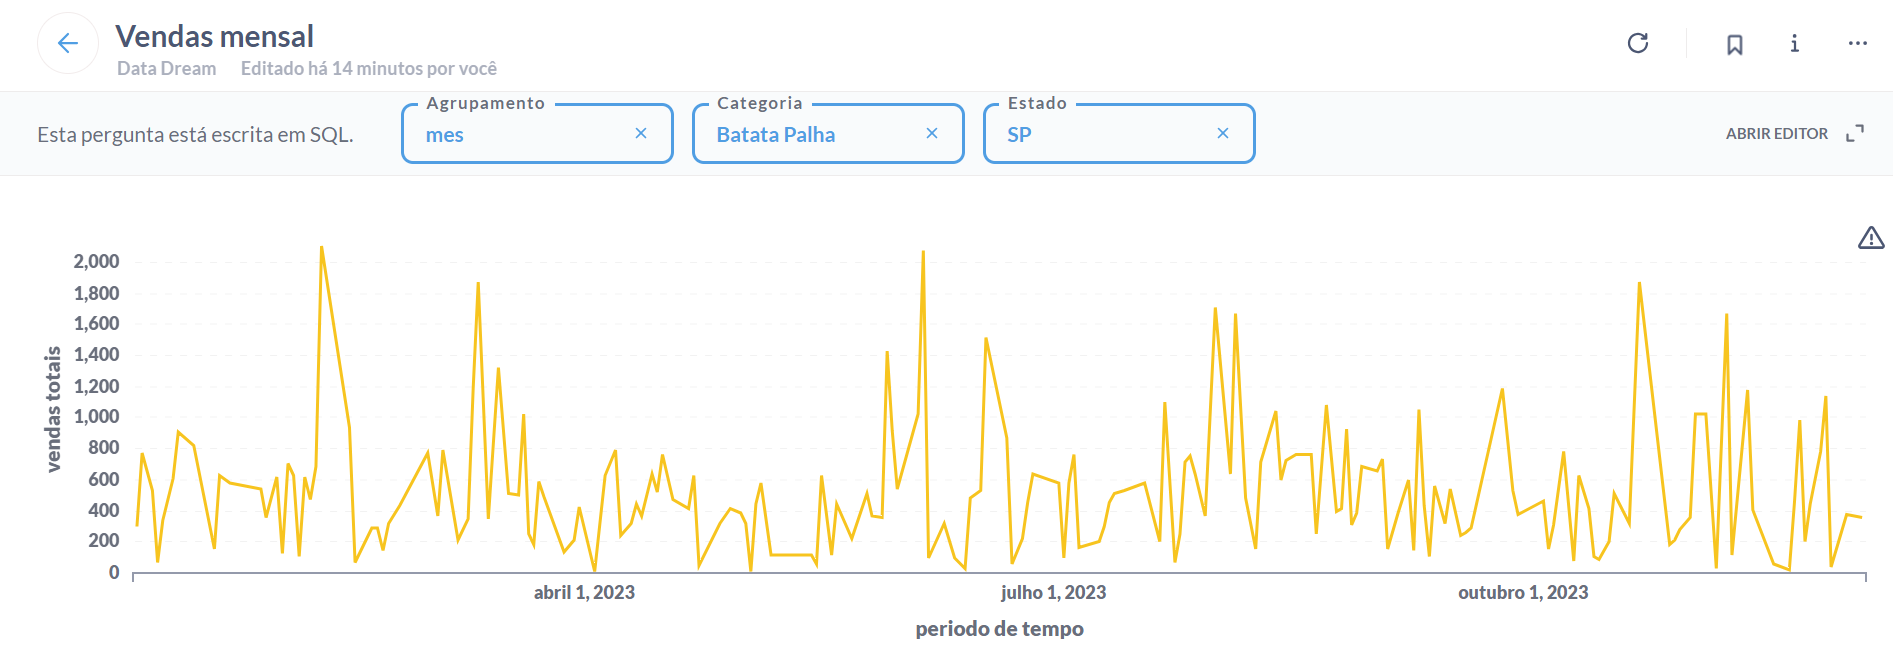 Vendas mensal
Data Dream Editado há 14 minutos por você
Esta pergunta está escrita em SQL.
Agrupamento
mes
Categoria
Batata Palha
Estado
SP
ABRIR EDITOR
vendas totais
2,000
1,800
1,600
1,400
1,200
1,000
800
600
400
200
0
abril 1, 2023
julho 1, 2023
outubro 1, 2023
periodo de tempo